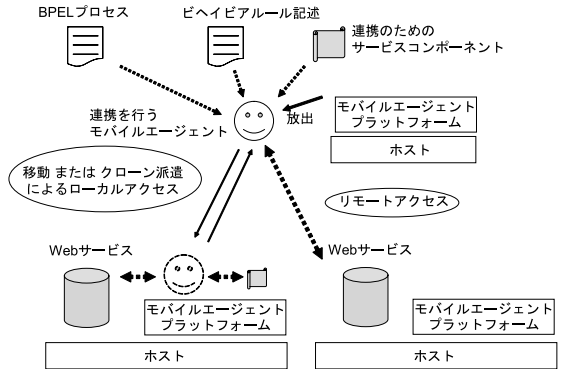 BPELプロセス
ビヘイビアルール記述
連携のための
サービスコンポーネント
連携を行う
モバイルエージェント
放出
モバイルエージェント
プラットフォーム
ホスト
移動 または クローン派遣
によるローカルアクセス
リモートアクセス
Webサービス
モバイルエージェント
プラットフォーム
ホスト
Webサービス
モバイルエージェント
プラットフォーム
ホスト